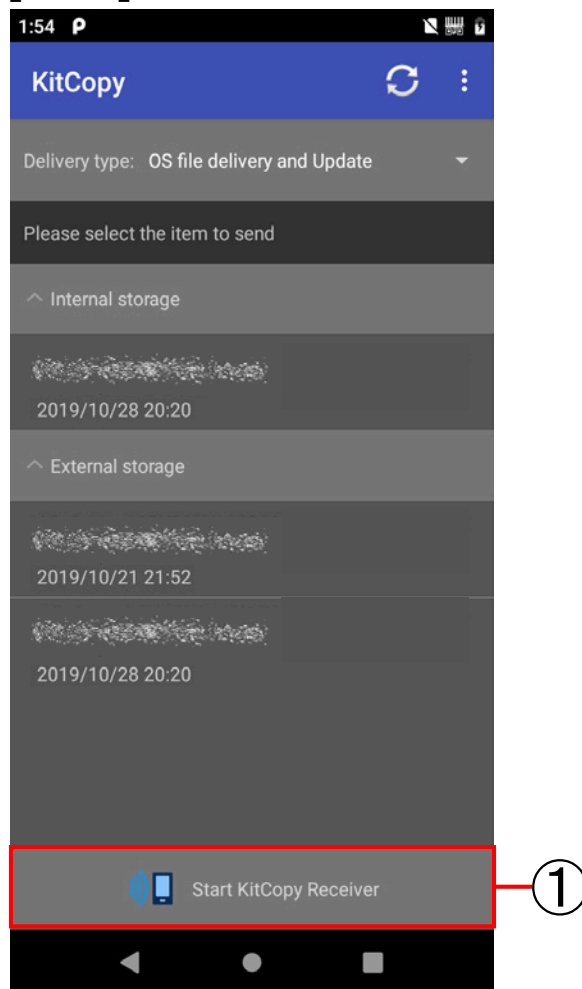 1:54
KitCopy
Delivery type: OS file delivery and Update
Please select the item to send
Internal storage
2019/10/28 20:20
External storage
2019/10/21 21:52
2019/10/28 20:20
Start KitCopy Receiver
①